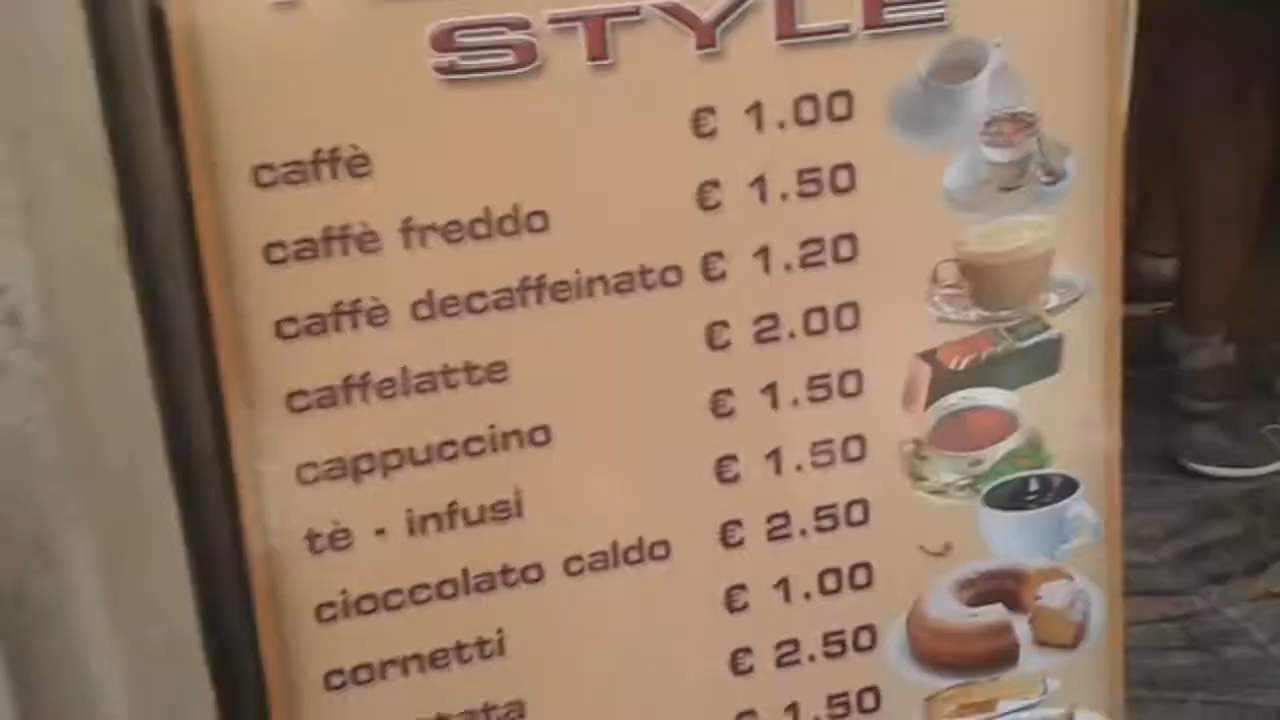 STYLE
caffè € 1.00
caffè freddo € 1.50
caffè decaffeinato € 1.20
caffelatte € 2.00
cappuccino € 1.50
tè - infusi € 1.50
cioccolato caldo € 2.50
cornetti € 1.00
€ 2.50
€ 1.50